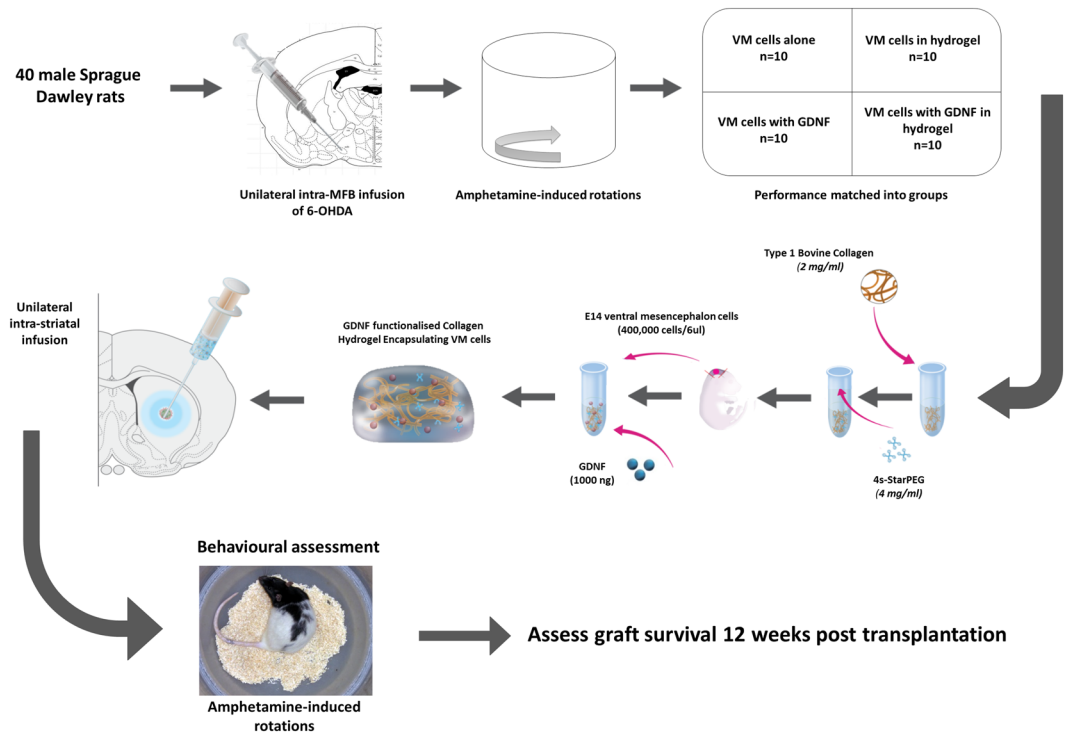 40 male Sprague
Dawley rats
Unilateral intra-MFB infusion
of 6-OHDA
Amphetamine-induced rotations
VM cells alone
n=10
VM cells in hydrogel
n=10
VM cells with GDNF
n=10
VM cells with GDNF in
hydrogel
n=10
Performance matched into groups
Type 1 Bovine Collagen
(2 mg/ml)
4s-StarPEG
(4 mg/ml)
E14 ventral mesencephalon cells
(400,000 cells/6ul)
GDNF
(1000 ng)
GDNF functionalised Collagen
Hydrogel Encapsulating VM cells
Unilateral
intra-striatal
infusion
Behavioural assessment
Amphetamine-induced
rotations
Assess graft survival 12 weeks post transplantation